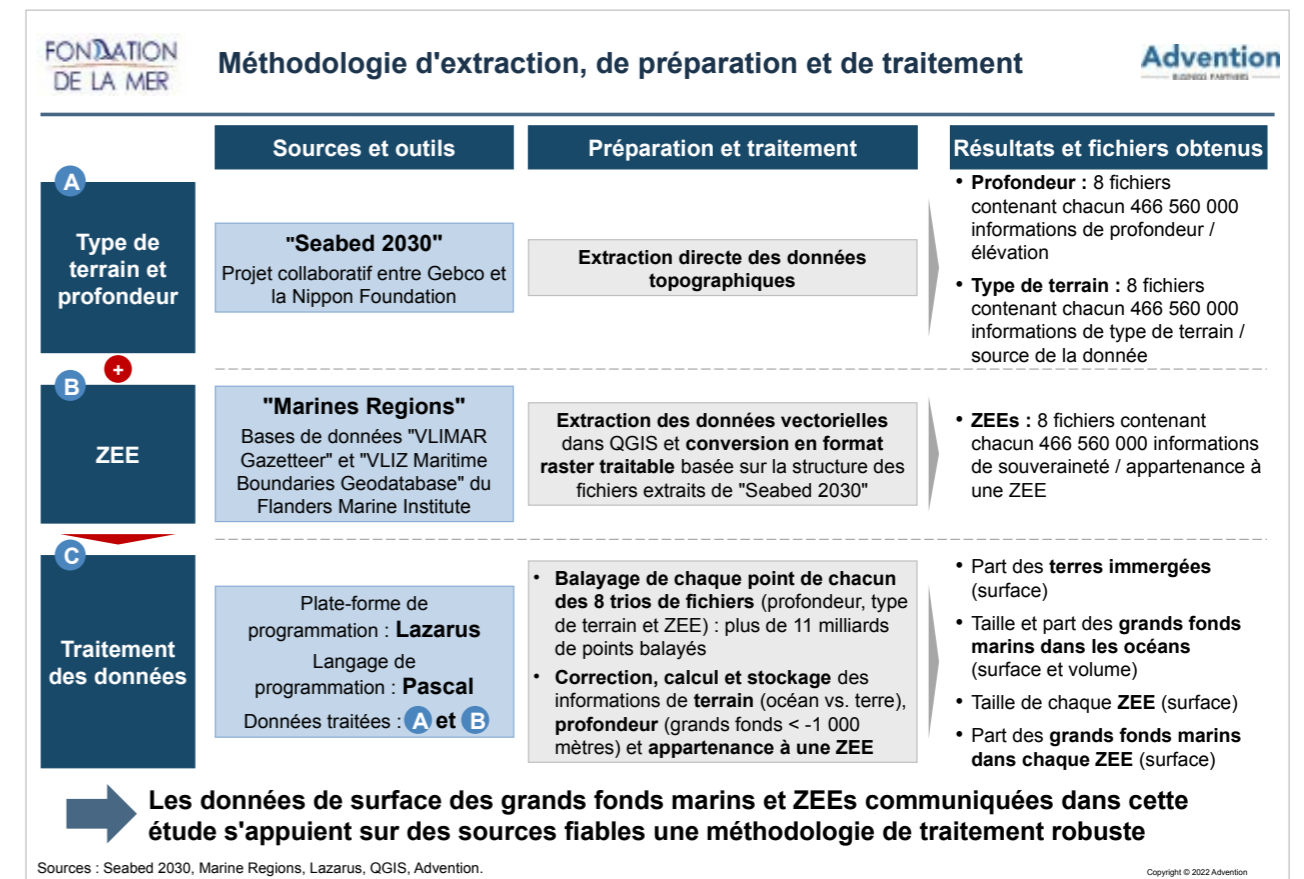 FONDATION
DE LA MER
Méthodologie d'extraction, de préparation et de traitement
Advention
BUSINESS PARTNERS
Sources et outils
Préparation et traitement
Résultats et fichiers obtenus
A
Type de
terrain et
profondeur
"Seabed 2030"
Projet collaboratif entre Gebco et
la Nippon Foundation
Extraction directe des données
topographiques
• Profondeur : 8 fichiers
contenant chacun 466 560 000
informations de profondeur /
élévation
• Type de terrain : 8 fichiers
contenant chacun 466 560 000
informations de type de terrain /
source de la donnée
+
B
ZEE
"Marines Regions"
Bases de données "VLIMAR
Gazetteer" et "VLIZ Maritime
Boundaries Geodatabase" du
Flanders Marine Institute
Extraction des données vectorielles
dans QGIS et conversion en format
raster traitable basée sur la structure des
fichiers extraits de "Seabed 2030"
• ZEEs : 8 fichiers contenant
chacun 466 560 000 informations
de souveraineté / appartenance à
une ZEE
C
Traitement
des données
Plate-forme de
programmation : Lazarus
Langage de
programmation : Pascal
Données traitées : A et B
• Balayage de chaque point de chacun
des 8 trios de fichiers (profondeur, type
de terrain et ZEE) : plus de 11 milliards
de points balayés
• Correction, calcul et stockage des
informations de terrain (océan vs. terre),
profondeur (grands fonds < -1 000
mètres) et appartenance à une ZEE
• Part des terres immergées
(surface)
• Taille et part des grands fonds
marins dans les océans
(surface et volume)
• Taille de chaque ZEE (surface)
• Part des grands fonds marins
dans chaque ZEE (surface)
Les données de surface des grands fonds marins et ZEEs communiquées dans cette
étude s'appuient sur des sources fiables une méthodologie de traitement robuste
Sources : Seabed 2030, Marine Regions, Lazarus, QGIS, Advention.
Copyright © 2022 Advention